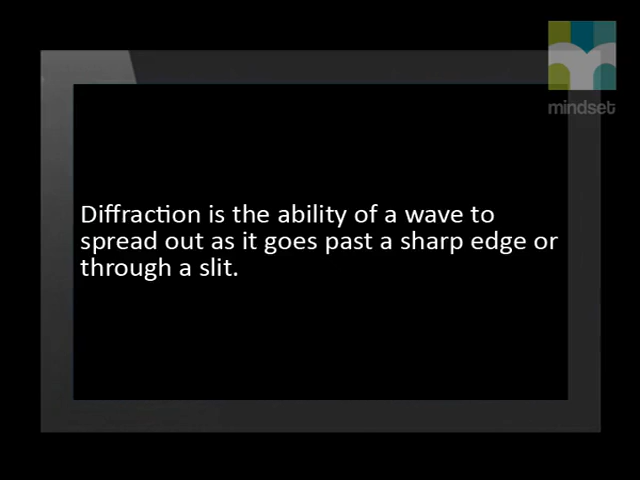 mindset
Diffraction is the ability of a wave to
spread out as it goes past a sharp edge or
through a slit.